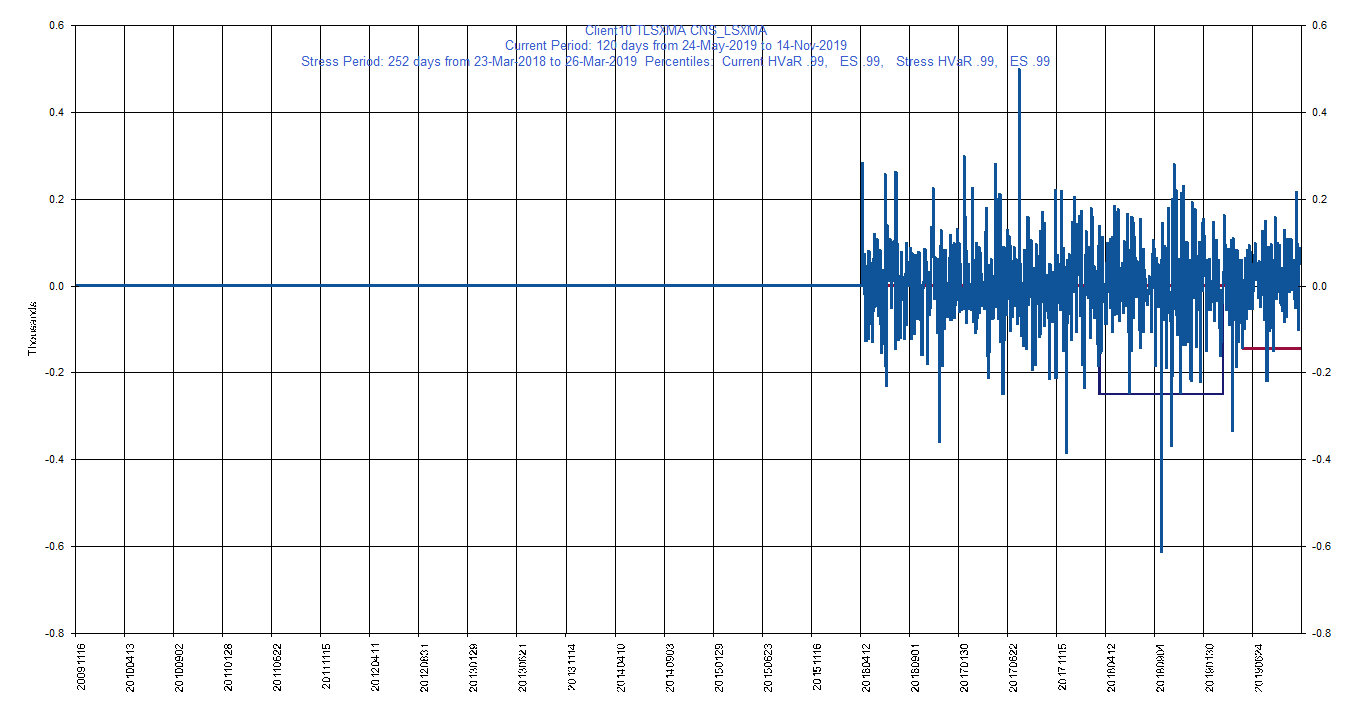 Client10 TLSXMA CNS_LSXMA
Current Period: 120 days from 24-May-2019 to 14-Nov-2019
Stress Period: 252 days from 23-Mar-2018 to 26-Mar-2019 Percentiles: Current HVaR .99, ES .99, Stress HVaR .99, ES .99
0.6 0.6
0.4 0.4
0.2 0.2
0.0 0.0
-0.2 -0.2
-0.4 -0.4
-0.6 -0.6
-0.8 -0.8
Thousands
20091116 20100413 20100902 20110128 20110622 20111115 20120411 20120831 20130129 20130621 20131114 20140410 20140903 20150129 20150623 20151116 20160412 20160901 20170130 20170622 20171115 20180412 20180904 20190130 20190624